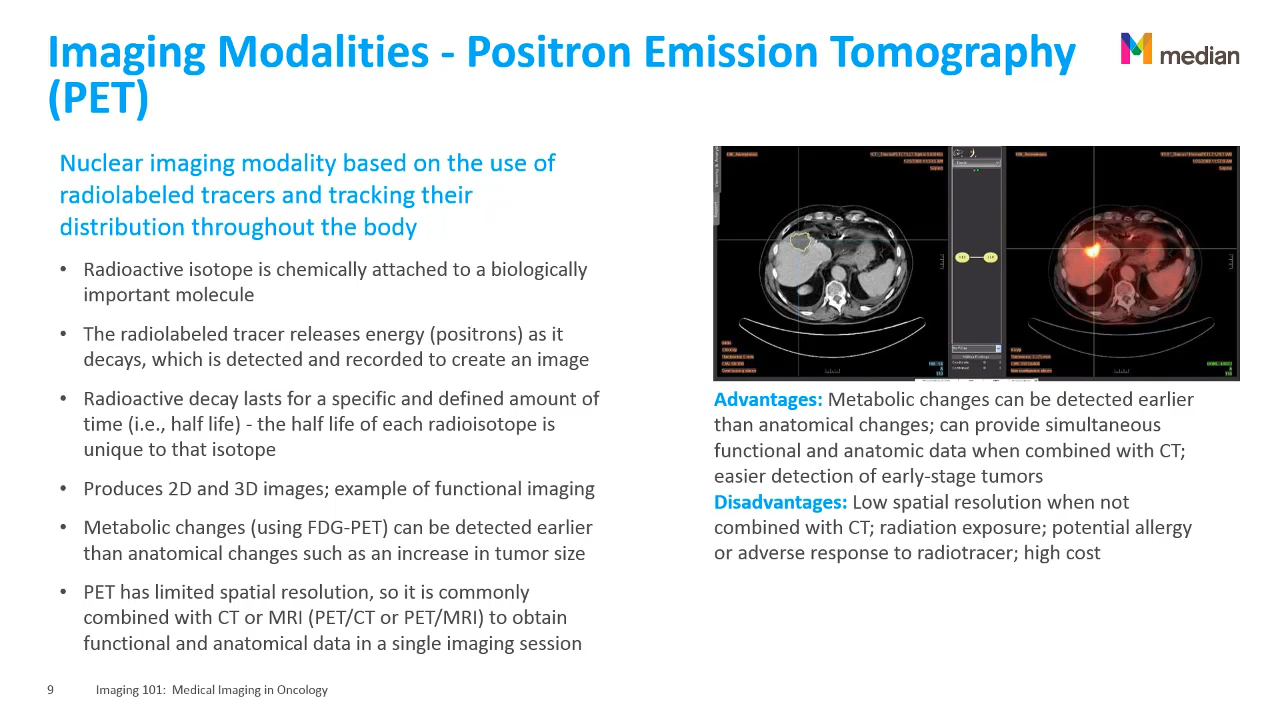 Imaging Modalities - Positron Emission Tomography
(PET)
median
Nuclear imaging modality based on the use of
radiolabeled tracers and tracking their
distribution throughout the body
• Radioactive isotope is chemically attached to a biologically
important molecule
• The radiolabeled tracer releases energy (positrons) as it
decays, which is detected and recorded to create an image
• Radioactive decay lasts for a specific and defined amount of
time (i.e., half life) - the half life of each radioisotope is
unique to that isotope
• Produces 2D and 3D images; example of functional imaging
• Metabolic changes (using FDG-PET) can be detected earlier
than anatomical changes such as an increase in tumor size
• PET has limited spatial resolution, so it is commonly
combined with CT or MRI (PET/CT or PET/MRI) to obtain
functional and anatomical data in a single imaging session
Advantages: Metabolic changes can be detected earlier
than anatomical changes; can provide simultaneous
functional and anatomic data when combined with CT;
easier detection of early-stage tumors
Disadvantages: Low spatial resolution when not
combined with CT; radiation exposure; potential allergy
or adverse response to radiotracer; high cost
9 Imaging 101: Medical Imaging in Oncology